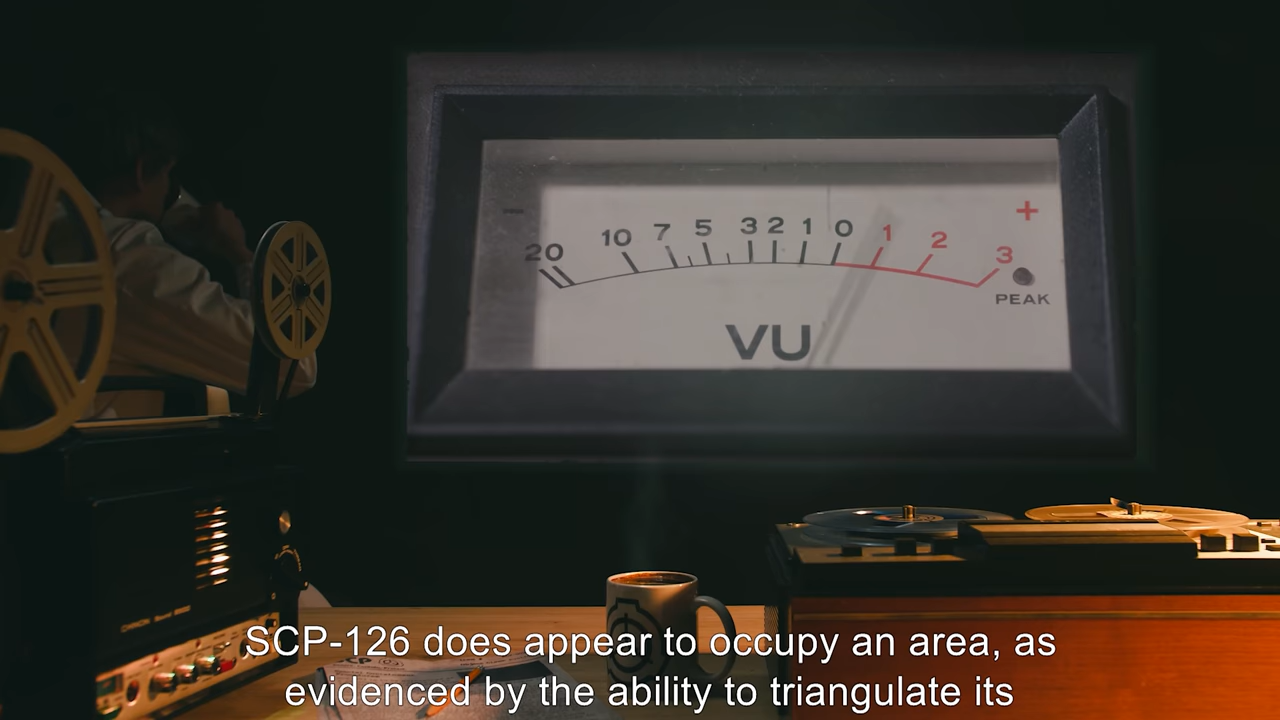 - +
20 10 7 5 3 2 1 0 1 2 3
PEAK
VU
SCP
SCP-126 does appear to occupy an area, as
evidenced by the ability to triangulate its